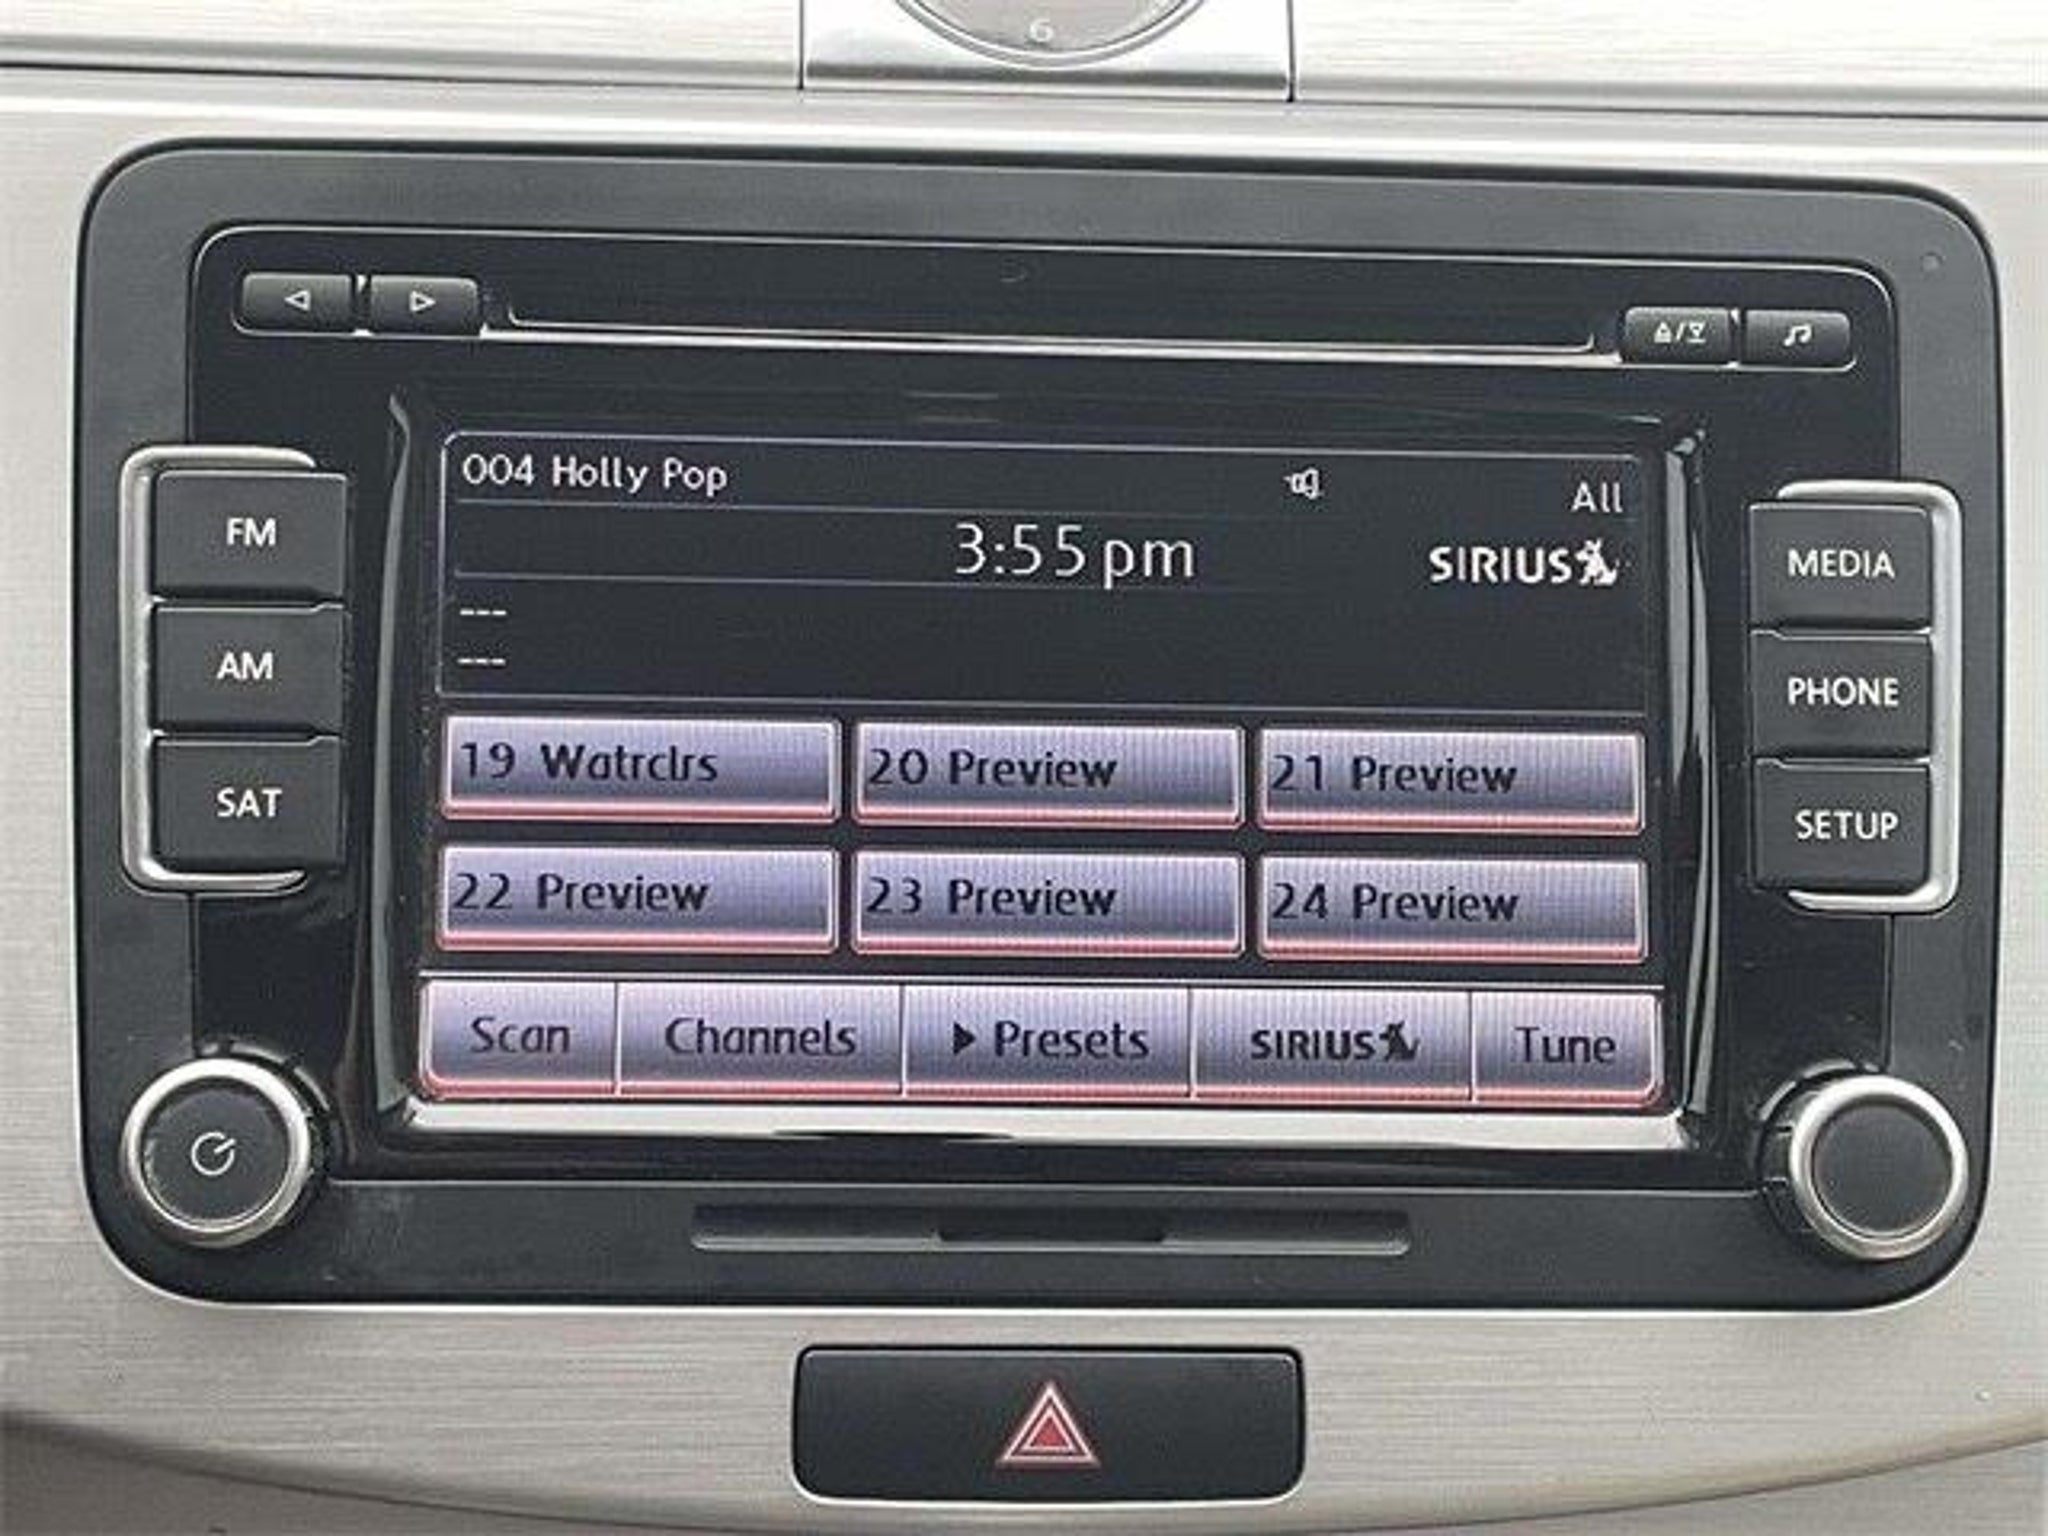 6
004 Holly Pop
All
3:55 pm
SIRIUS
---
---
FM
AM
SAT
MEDIA
PHONE
SETUP
19 Watrclrs
20 Preview
21 Preview
22 Preview
23 Preview
24 Preview
Scan
Channels
Presets
SIRIUS
Tune